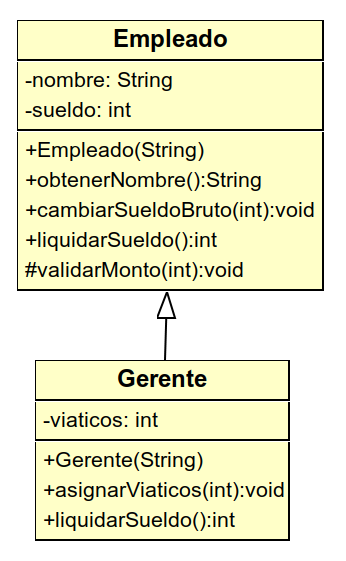 Empleado
-nombre: String
-sueldo: int
+Empleado(String)
+obtenerNombre():String
+cambiarSueldoBruto(int):void
+liquidarSueldo():int
#validarMonto(int):void
Gerente
-viaticos: int
+Gerente(String)
+asignarViaticos(int):void
+liquidarSueldo():int